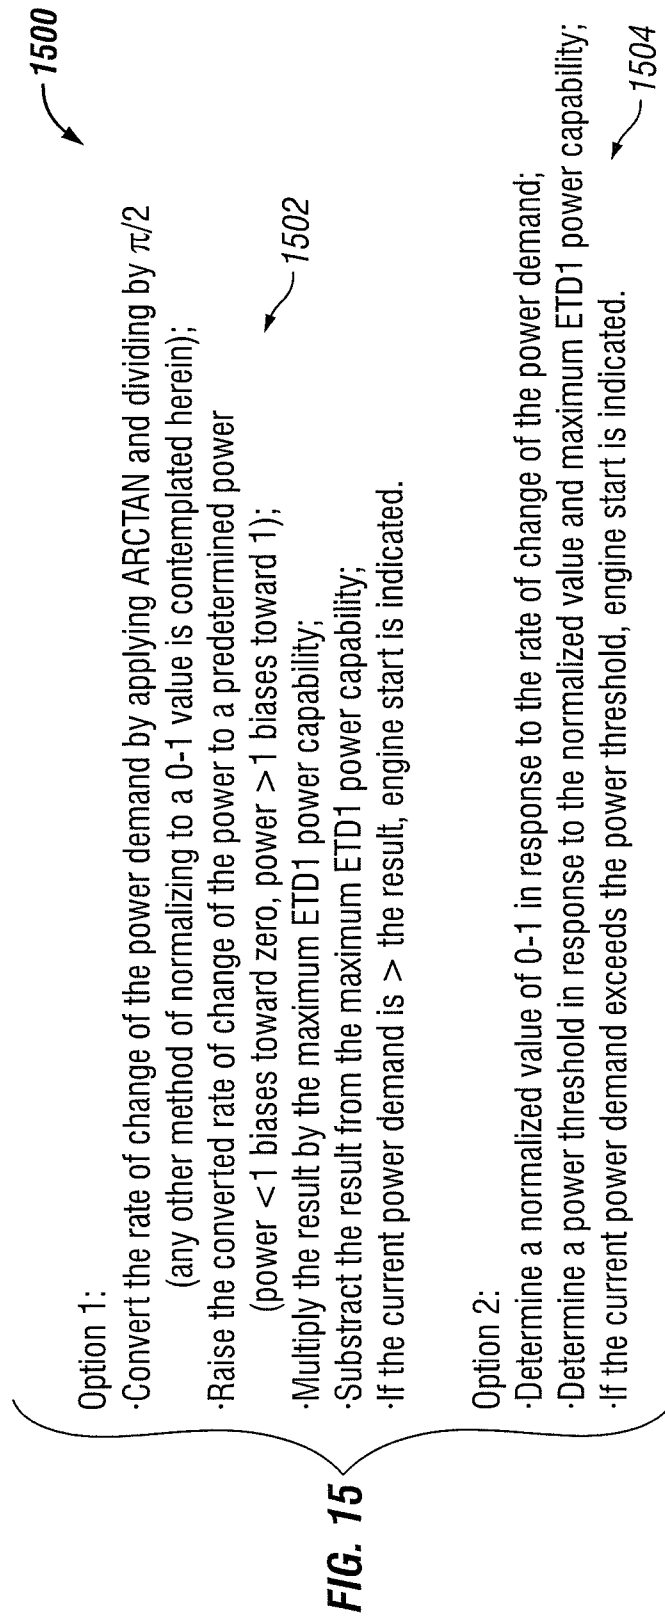 1500
Option 1:
·Convert the rate of change of the power demand by applying ARCTAN and dividing by π/2
(any other method of normalizing to a 0-1 value is contemplated herein);
·Raise the converted rate of change of the power to a predetermined power
(power <1 biases toward zero, power >1 biases toward 1);
1502
·Multiply the result by the maximum ETD1 power capability;
·Substract the result from the maximum ETD1 power capability;
·If the current power demand is > the result, engine start is indicated.
Option 2:
·Determine a normalized value of 0-1 in response to the rate of change of the power demand;
·Determine a power threshold in response to the normalized value and maximum ETD1 power capability;
·If the current power demand exceeds the power threshold, engine start is indicated.
1504
FIG. 15